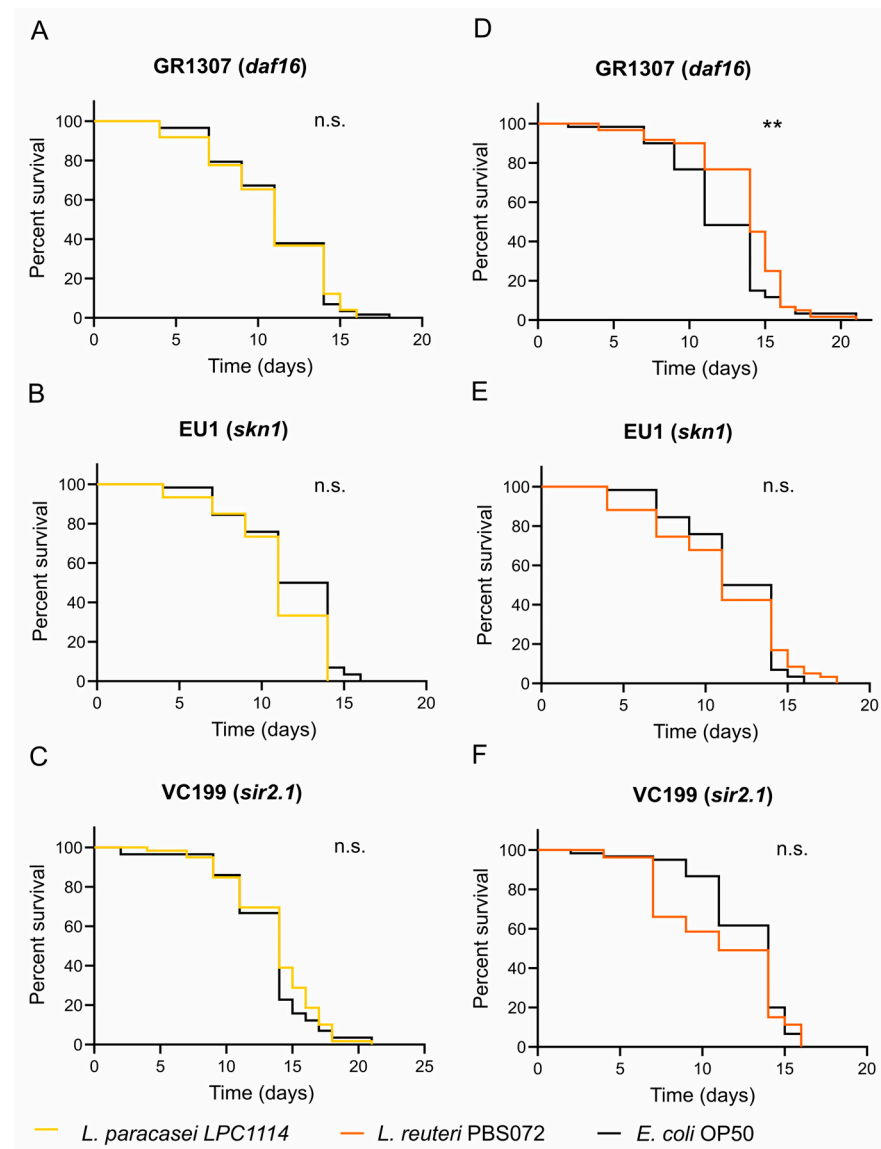 A
GR1307 (daf16)
n.s.
Percent survival
100
80
60
40
20
0
0 5 10 15 20
Time (days)
D
GR1307 (daf16)
**
Percent survival
100
80
60
40
20
0
0 5 10 15 20
Time (days)
B
EU1 (skn1)
n.s.
Percent survival
100
80
60
40
20
0
0 5 10 15 20
Time (days)
E
EU1 (skn1)
n.s.
Percent survival
100
80
60
40
20
0
0 5 10 15 20
Time (days)
C
VC199 (sir2.1)
n.s.
Percent survival
100
80
60
40
20
0
0 5 10 15 20 25
Time (days)
F
VC199 (sir2.1)
n.s.
Percent survival
100
80
60
40
20
0
0 5 10 15 20
Time (days)
L. paracasei LPC1114 L. reuteri PBS072 E. coli OP50